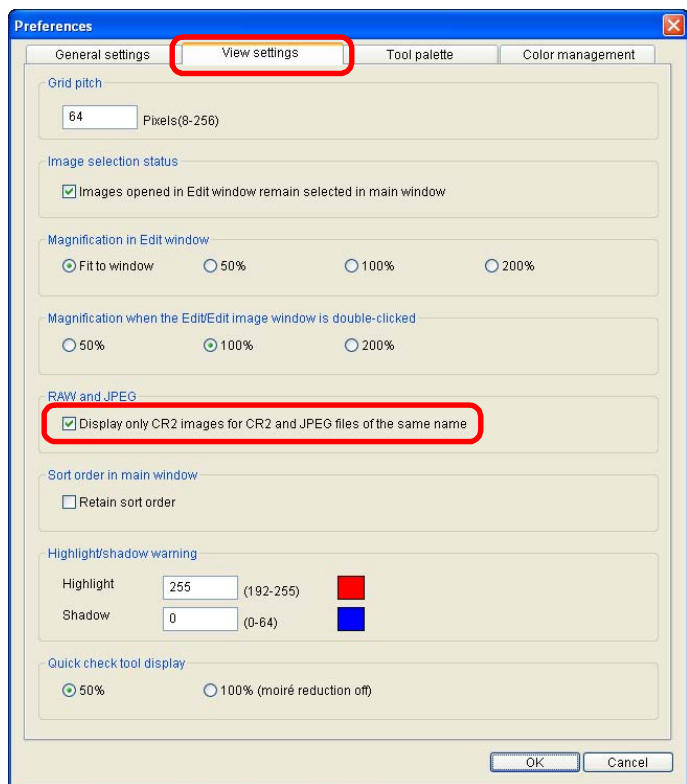 Preferences
General settings View settings Tool palette Color management
Grid pitch
64 Pixels(8-256)
Image selection status
Images opened in Edit window remain selected in main window
Magnification in Edit window
Fit to window 50% 100% 200%
Magnification when the Edit/Edit image window is double-clicked
50% 100% 200%
RAW and JPEG
Display only CR2 images for CR2 and JPEG files of the same name
Sort order in main window
Retain sort order
Highlight/shadow warning
Highlight 255 (192-255)
Shadow 0 (0-64)
Quick check tool display
50% 100% (moiré reduction off)
OK Cancel